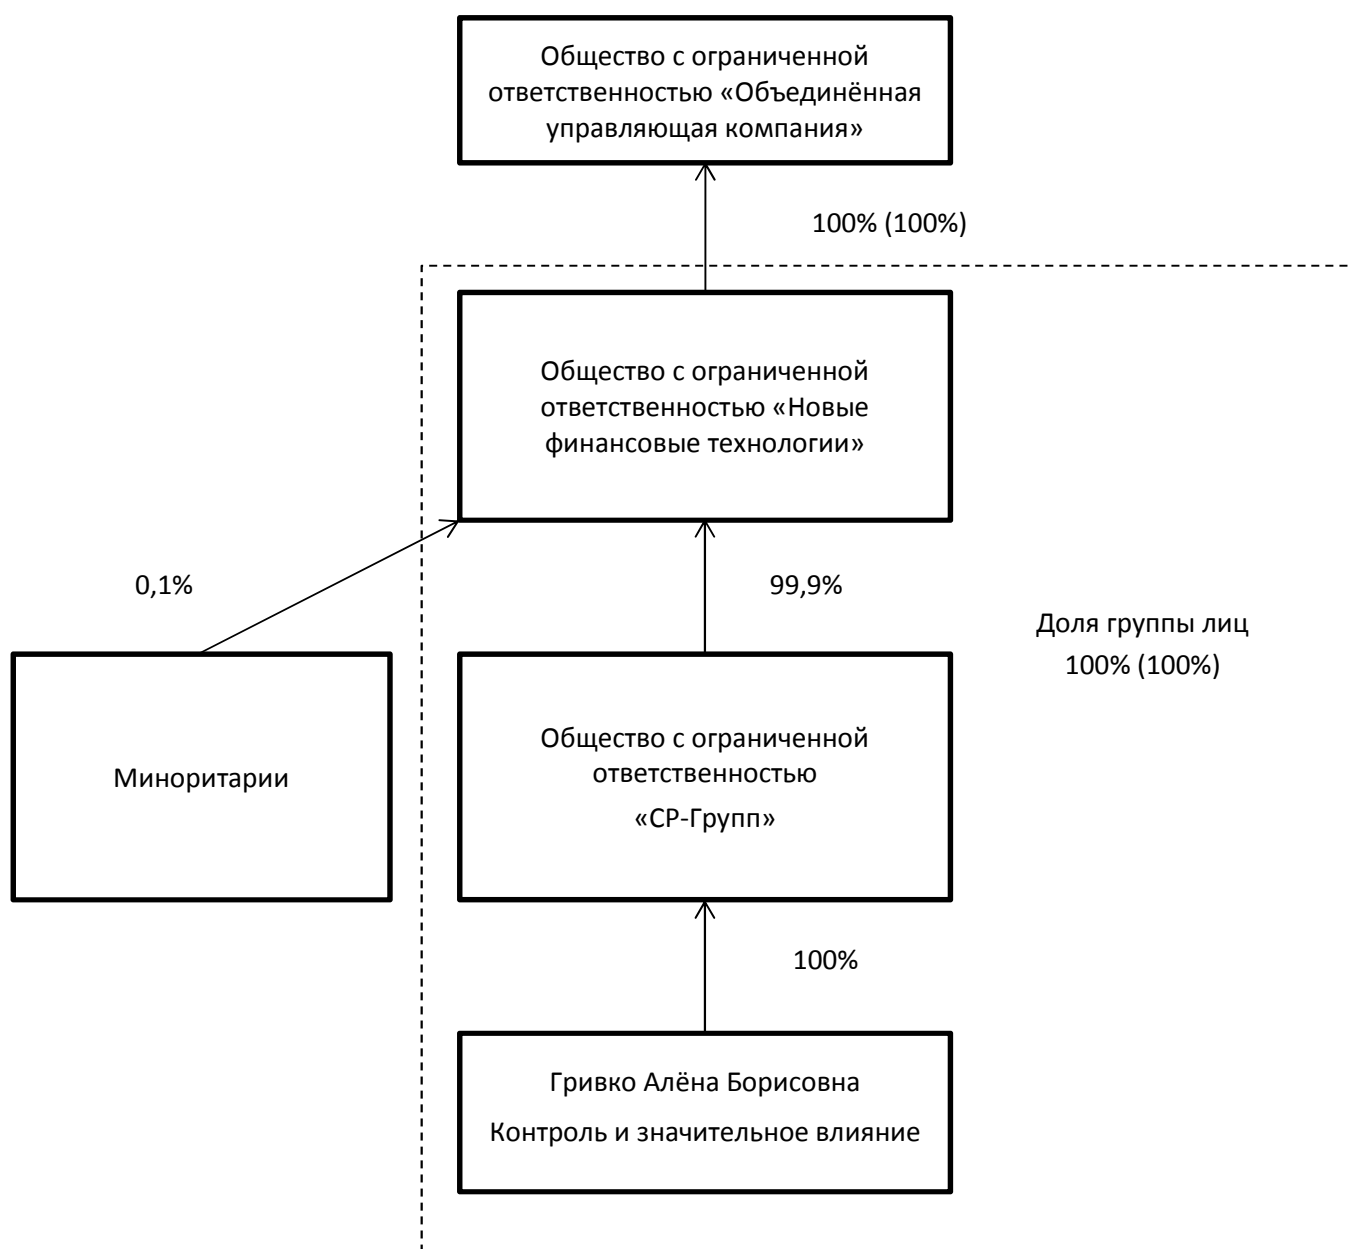 Общество с ограниченной
ответственностью «Объединённая
управляющая компания»
100% (100%)
Общество с ограниченной
ответственностью «Новые
финансовые технологии»
0,1%
99,9%
Доля группы лиц
100% (100%)
Миноритарии
Общество с ограниченной
ответственностью
«СР-Групп»
100%
Гривко Алёна Борисовна
Контроль и значительное влияние